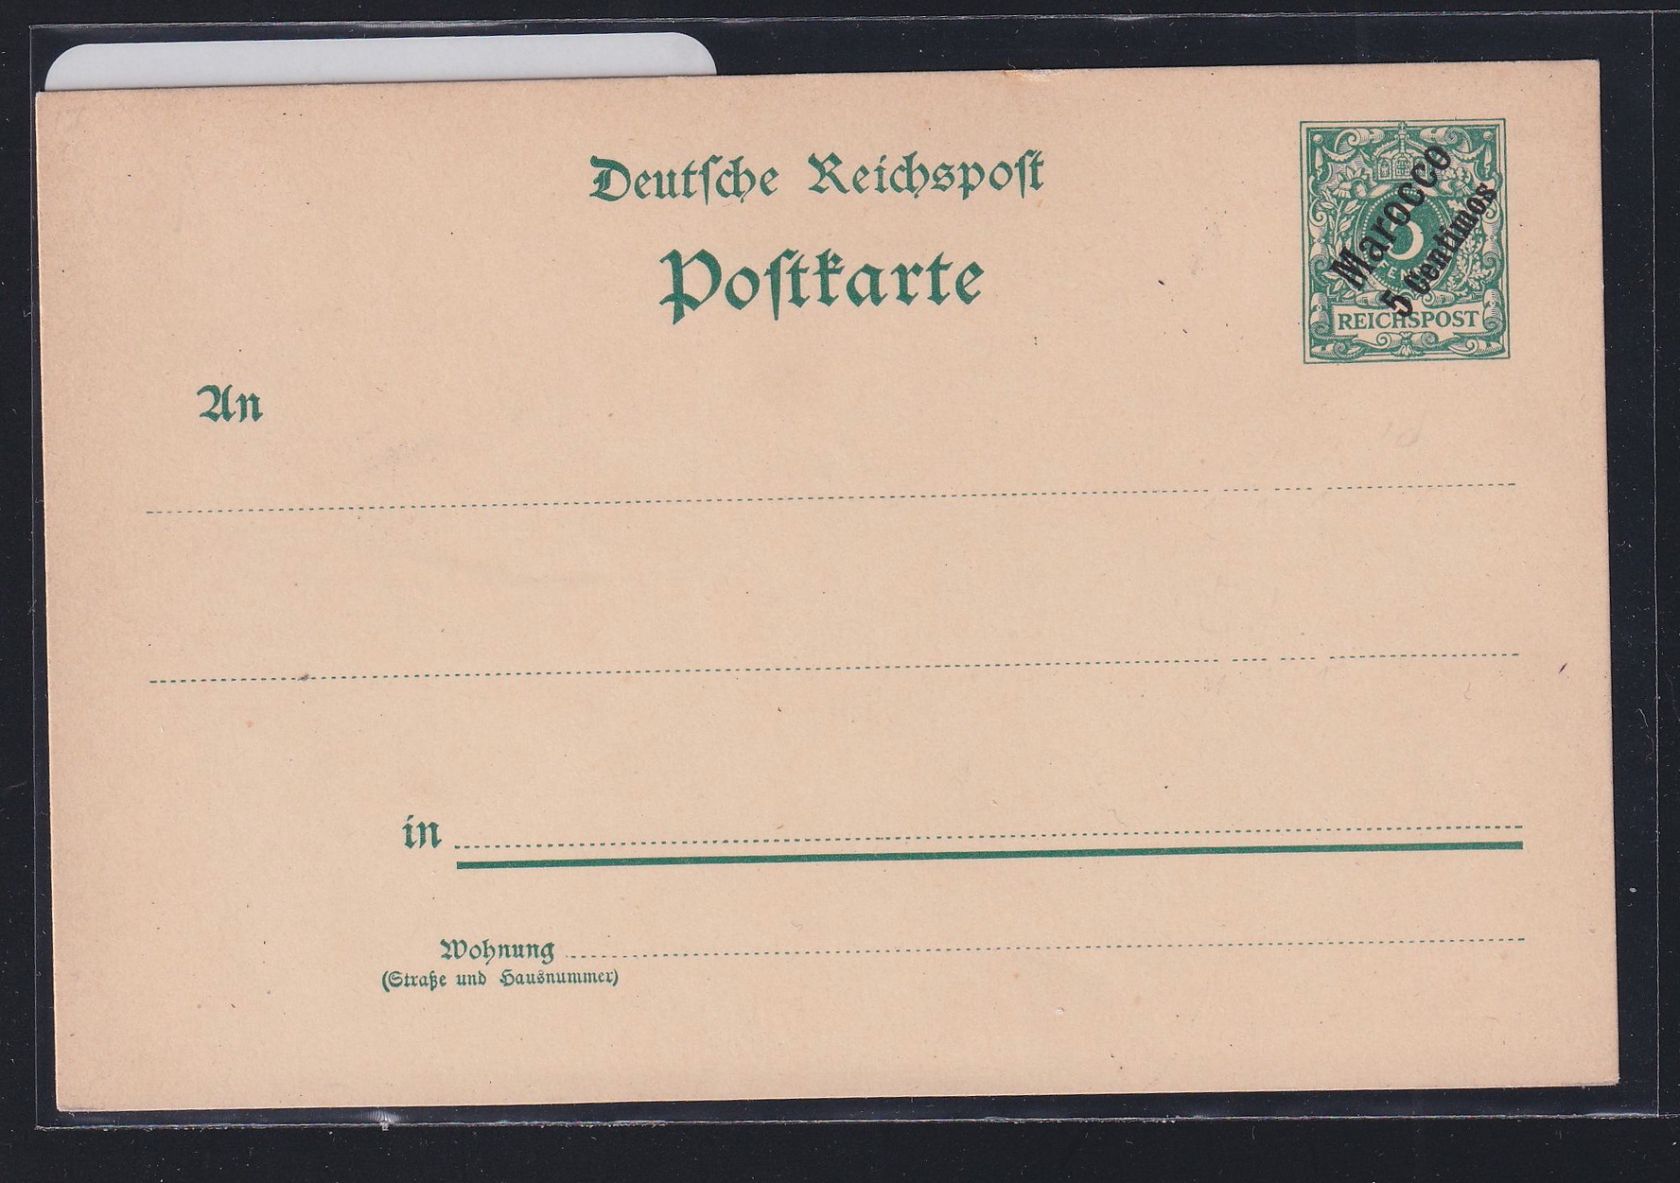 Deutsche Reichspost
Postkarte
Marocco
5 Centimos
REICHSPOST
An
in
Wohnung
(Straße und Hausnummer)